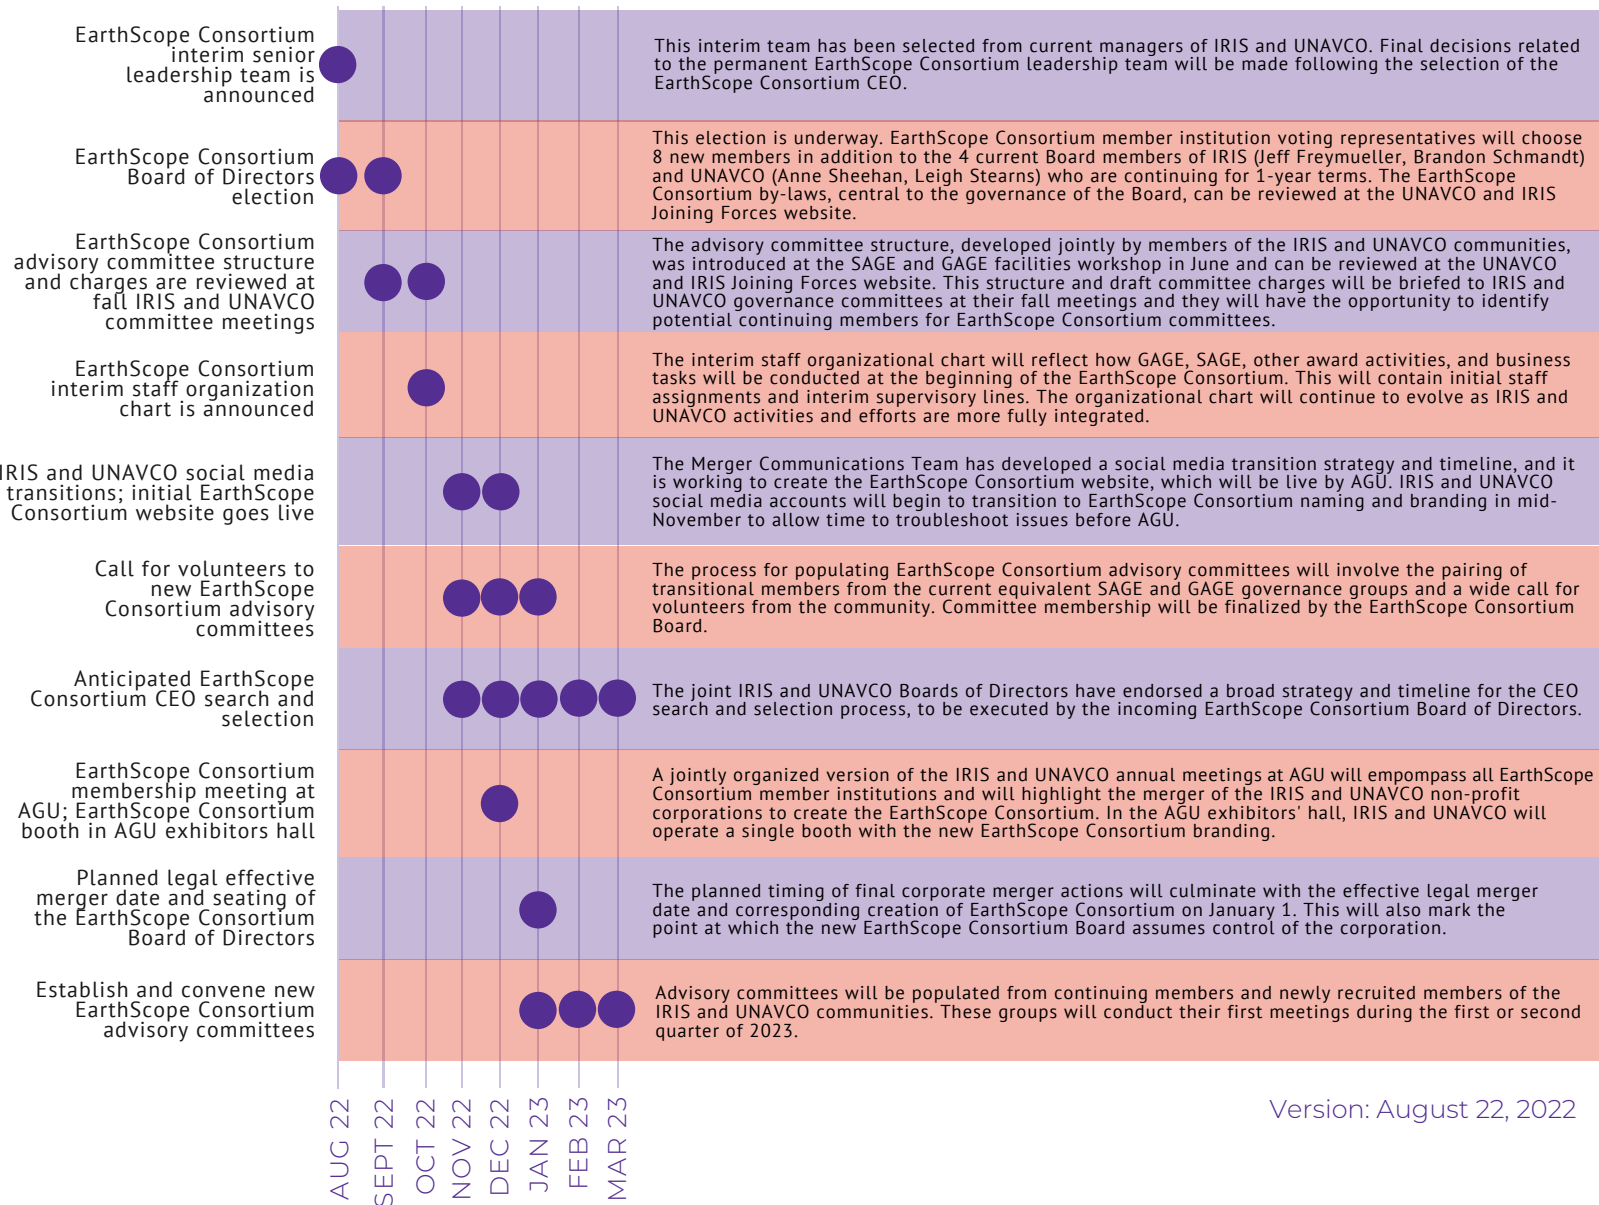 EarthScope Consortium
interim senior
leadership team is
announced
This interim team has been selected from current managers of IRIS and UNAVCO. Final decisions related
to the permanent EarthScope Consortium leadership team will be made following the selection of the
EarthScope Consortium CEO.
EarthScope Consortium
Board of Directors
election
This election is underway. EarthScope Consortium member institution voting representatives will choose
8 new members in addition to the 4 current Board members of IRIS (Jeff Freymueller, Brandon Schmandt)
and UNAVCO (Anne Sheehan, Leigh Stearns) who are continuing for 1-year terms. The EarthScope
Consortium by-laws, central to the governance of the Board, can be reviewed at the UNAVCO and IRIS
Joining Forces website.
EarthScope Consortium
advisory committee structure
and charges are reviewed at
fall IRIS and UNAVCO
committee meetings
The advisory committee structure, developed jointly by members of the IRIS and UNAVCO communities,
was introduced at the SAGE and GAGE facilities workshop in June and can be reviewed at the UNAVCO
and IRIS Joining Forces website. This structure and draft committee charges will be briefed to IRIS and
UNAVCO governance committees at their fall meetings and they will have the opportunity to identify
potential continuing members for EarthScope Consortium committees.
EarthScope Consortium
interim staff organization
chart is announced
The interim staff organizational chart will reflect how GAGE, SAGE, other award activities, and business
tasks will be conducted at the beginning of the EarthScope Consortium. This will contain initial staff
assignments and interim supervisory lines. The organizational chart will continue to evolve as IRIS and
UNAVCO activities and efforts are more fully integrated.
IRIS and UNAVCO social media
transitions; initial EarthScope
Consortium website goes live
The Merger Communications Team has developed a social media transition strategy and timeline, and it
is working to create the EarthScope Consortium website, which will be live by AGU. IRIS and UNAVCO
social media accounts will begin to transition to EarthScope Consortium naming and branding in mid-
November to allow time to troubleshoot issues before AGU.
Call for volunteers to
new EarthScope
Consortium advisory
committees
The process for populating EarthScope Consortium advisory committees will involve the pairing of
transitional members from the current equivalent SAGE and GAGE governance groups and a wide call for
volunteers from the community. Committee membership will be finalized by the EarthScope Consortium
Board.
Anticipated EarthScope
Consortium CEO search and
selection
The joint IRIS and UNAVCO Boards of Directors have endorsed a broad strategy and timeline for the CEO
search and selection process, to be executed by the incoming EarthScope Consortium Board of Directors.
EarthScope Consortium
membership meeting at
AGU; EarthScope Consortium
booth in AGU exhibitors hall
A jointly organized version of the IRIS and UNAVCO annual meetings at AGU will empompass all EarthScope
Consortium member institutions and will highlight the merger of the IRIS and UNAVCO non-profit
corporations to create the EarthScope Consortium. In the AGU exhibitors' hall, IRIS and UNAVCO will
operate a single booth with the new EarthScope Consortium branding.
Planned legal effective
merger date and seating of
the EarthScope Consortium
Board of Directors
The planned timing of final corporate merger actions will culminate with the effective legal merger
date and corresponding creation of EarthScope Consortium on January 1. This will also mark the
point at which the new EarthScope Consortium Board assumes control of the corporation.
Establish and convene new
EarthScope Consortium
advisory committees
Advisory committees will be populated from continuing members and newly recruited members of the
IRIS and UNAVCO communities. These groups will conduct their first meetings during the first or second
quarter of 2023.
AUG 22
SEPT 22
OCT 22
NOV 22
DEC 22
JAN 23
FEB 23
MAR 23
Version: August 22, 2022